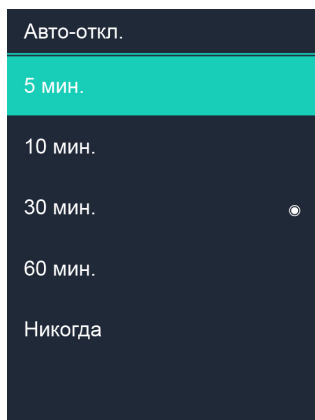 Авто-откл.
5 мин.
10 мин.
30 мин.
60 мин.
Никогда